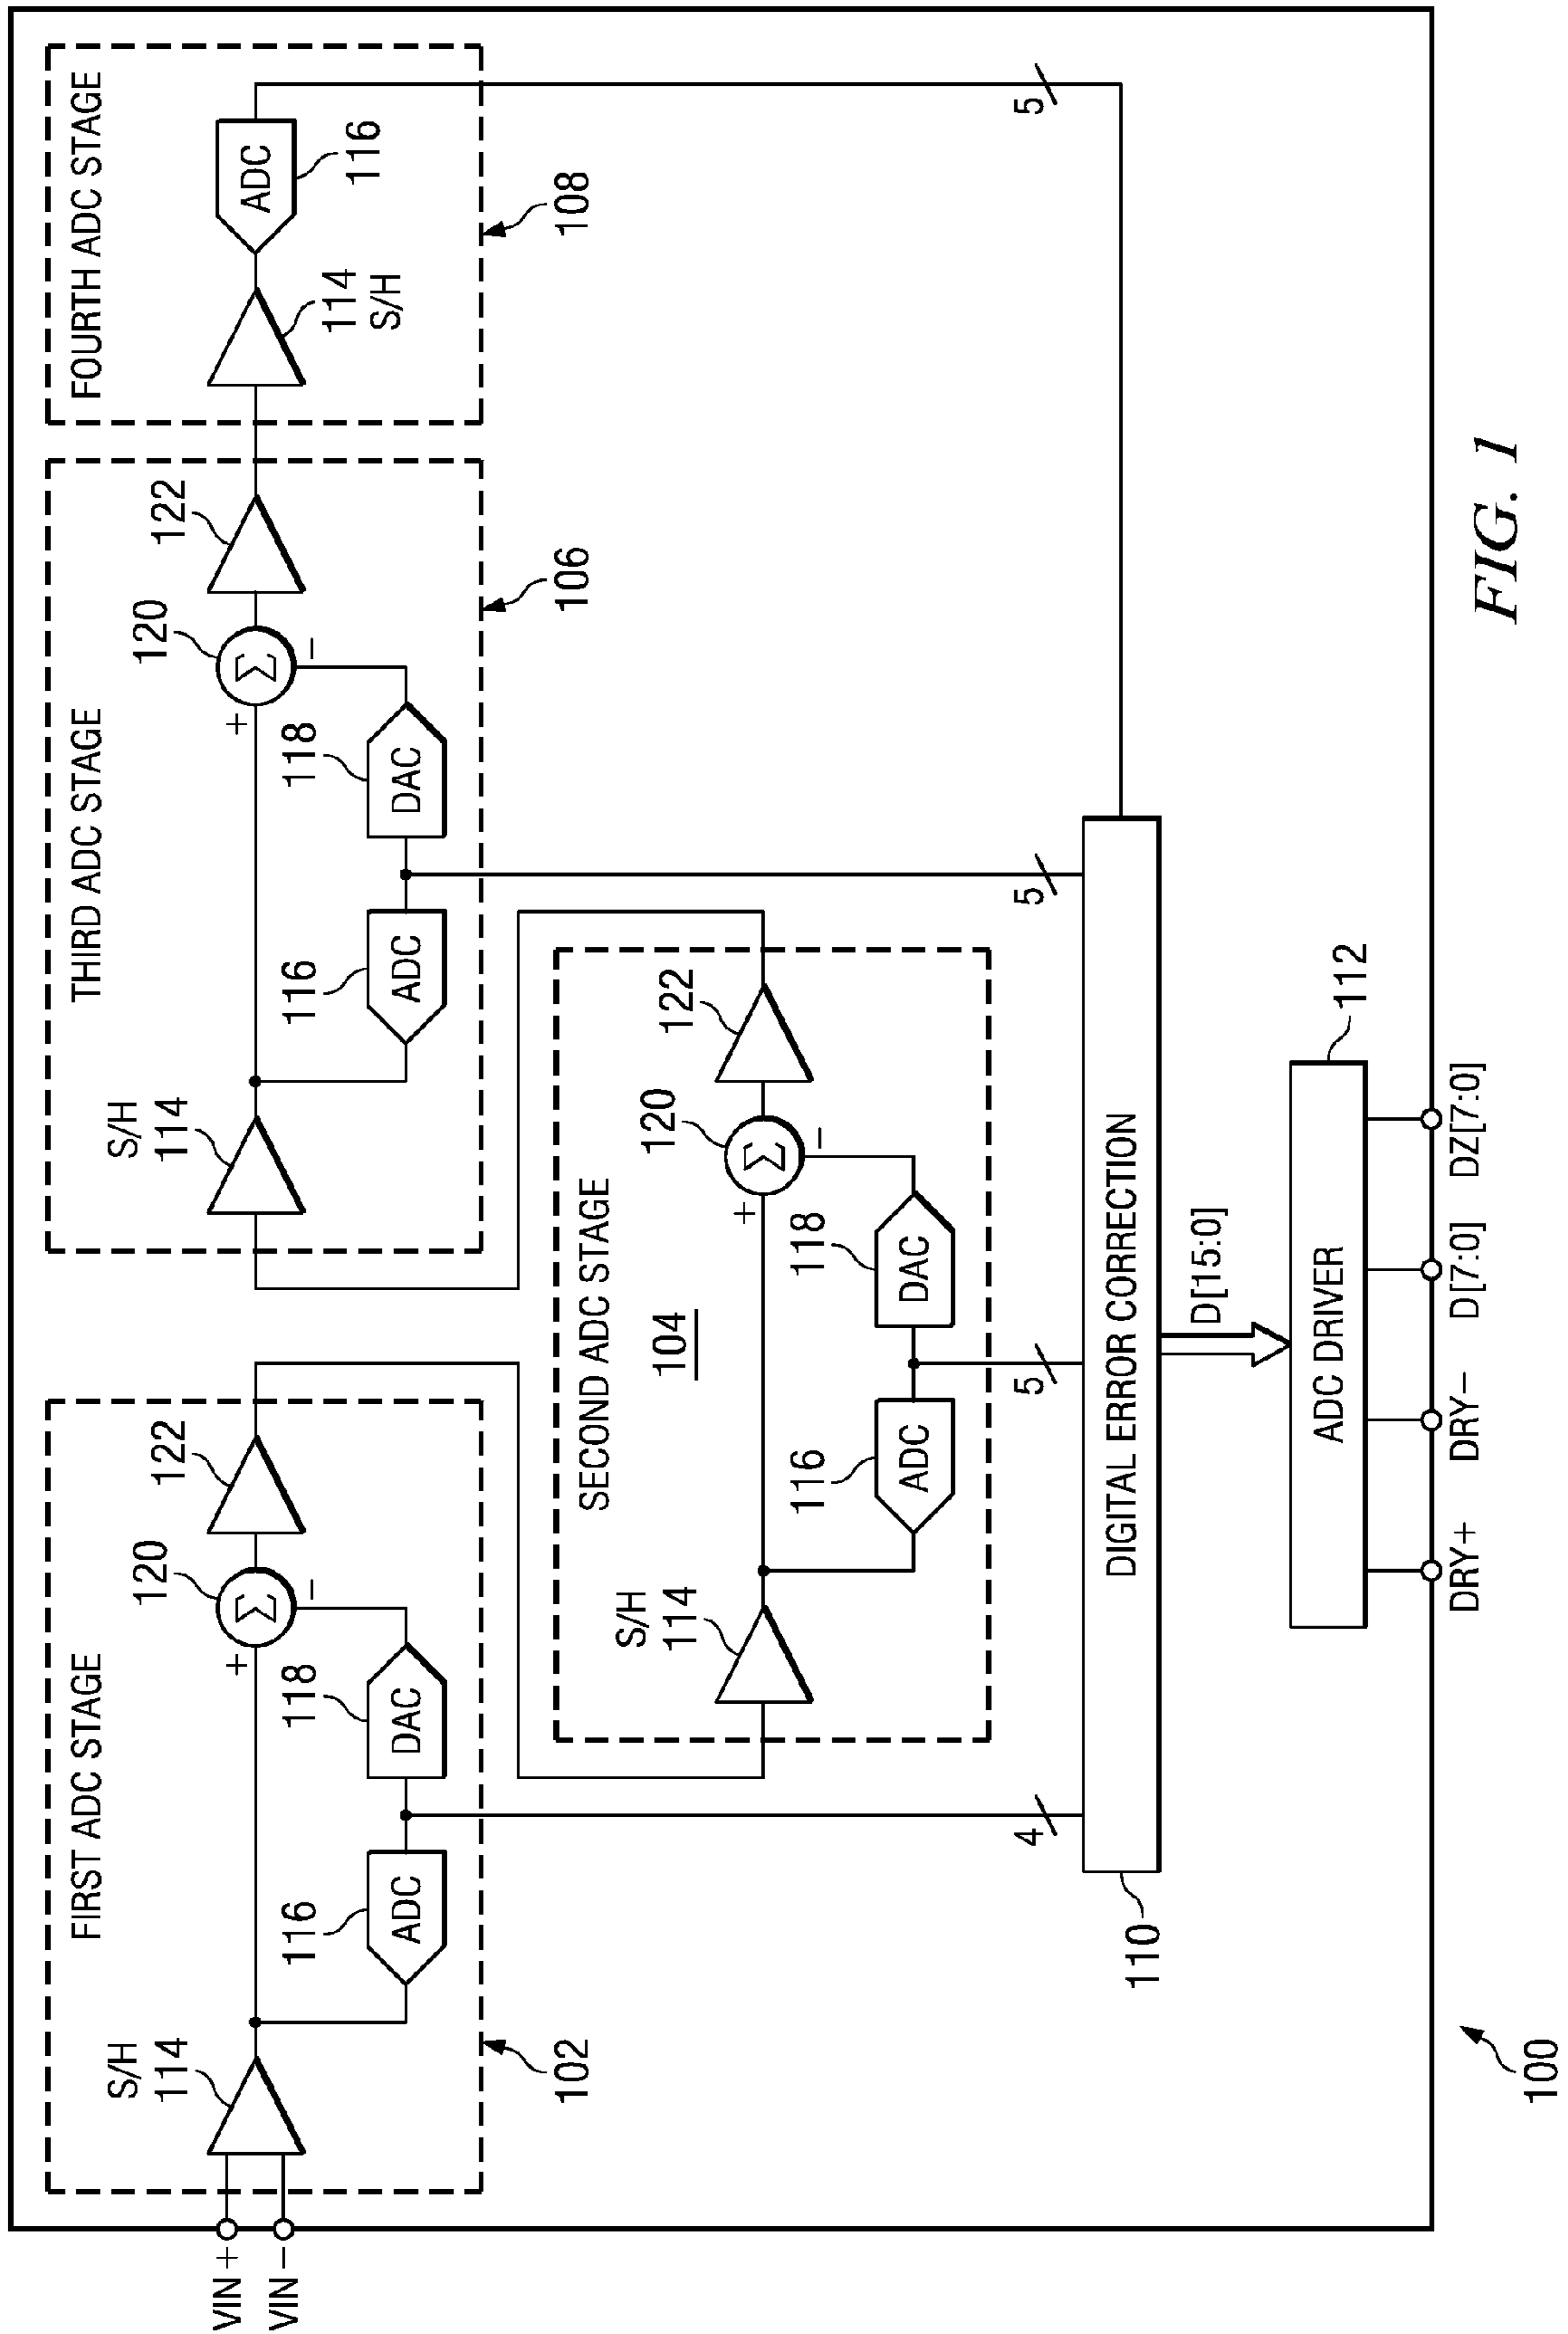 FIRST ADC STAGE
S/H
114
116
ADC
118
DAC
120
Σ
+
−
122
VIN+
VIN−
102
4
THIRD ADC STAGE
S/H
114
116
ADC
118
DAC
120
Σ
+
−
122
106
5
FOURTH ADC STAGE
114
S/H
ADC
116
108
5
SECOND ADC STAGE
104
S/H
114
116
ADC
118
DAC
120
Σ
+
−
122
5
DIGITAL ERROR CORRECTION
110
D[15:0]
ADC DRIVER
112
DRY+
DRY−
D[7:0]
DZ[7:0]
100
FIG. 1